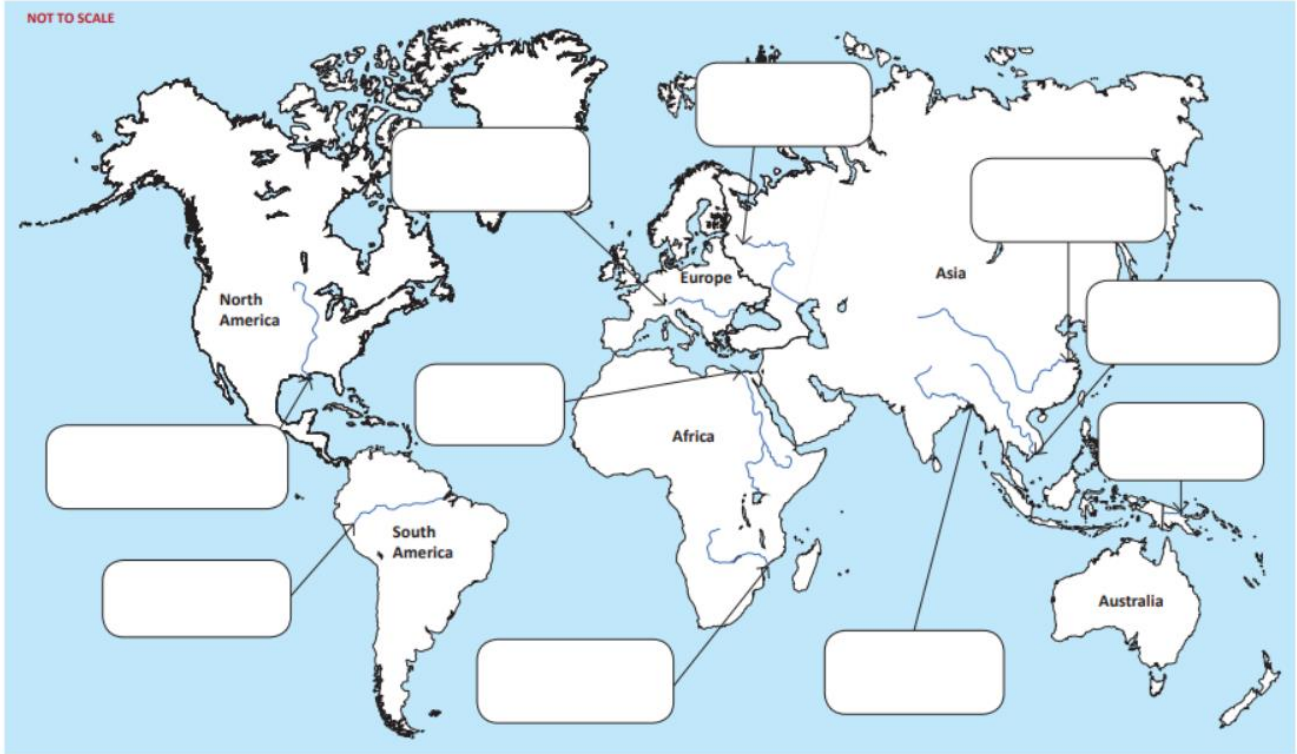 NOT TO SCALE
Europe
Asia
North
America
Africa
South
America
Australia